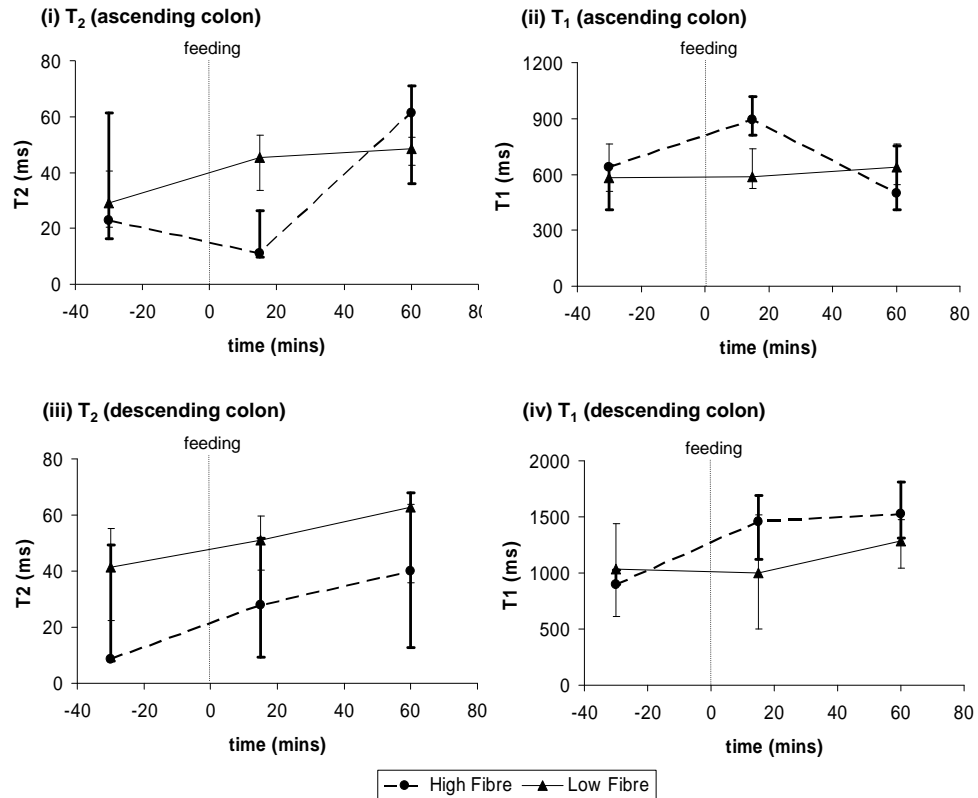 (i) T₂ (ascending colon)
feeding
80
60
40
20
0
T2 (ms)
-40 -20 0 20 40 60 80
time (mins)
(ii) T₁ (ascending colon)
feeding
1200
900
600
300
0
T1 (ms)
-40 -20 0 20 40 60 80
time (mins)
(iii) T₂ (descending colon)
feeding
80
60
40
20
0
T2 (ms)
-40 -20 0 20 40 60 80
time (mins)
(iv) T₁ (descending colon)
feeding
2000
1500
1000
500
0
T1 (ms)
-40 -20 0 20 40 60 80
time (mins)
High Fibre Low Fibre